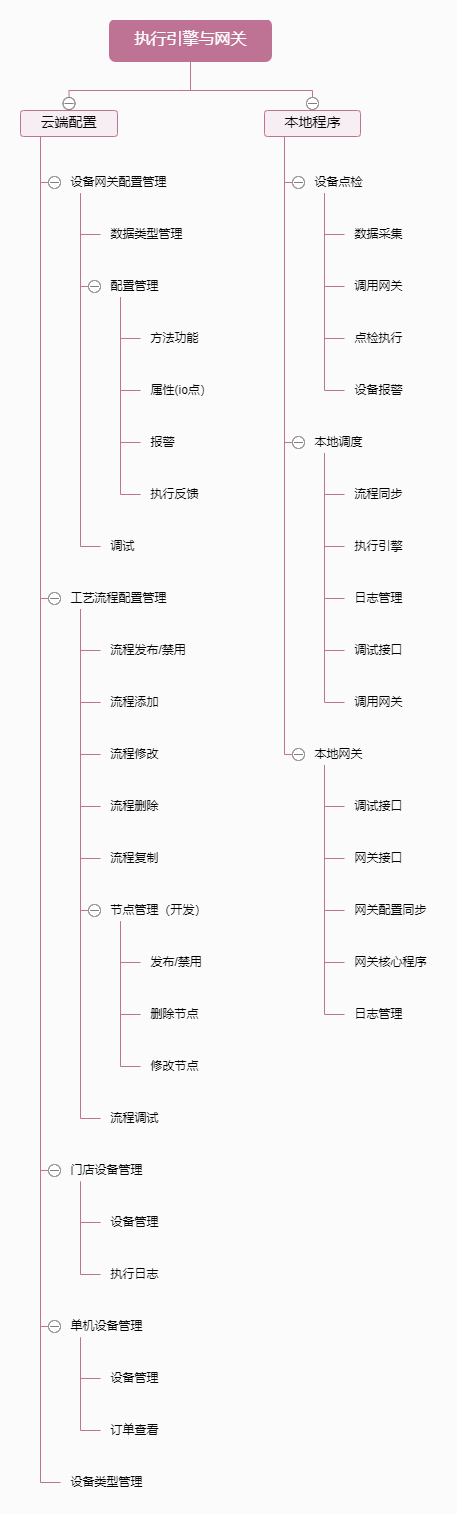 执行引擎与网关
云端配置
设备网关配置管理
数据类型管理
配置管理
方法功能
属性(io点)
报警
执行反馈
调试
工艺流程配置管理
流程发布/禁用
流程添加
流程修改
流程删除
流程复制
节点管理（开发）
发布/禁用
删除节点
修改节点
流程调试
门店设备管理
设备管理
执行日志
单机设备管理
设备管理
订单查看
设备类型管理
本地程序
设备点检
数据采集
调用网关
点检执行
设备报警
本地调度
流程同步
执行引擎
日志管理
调试接口
调用网关
本地网关
调试接口
网关接口
网关配置同步
网关核心程序
日志管理